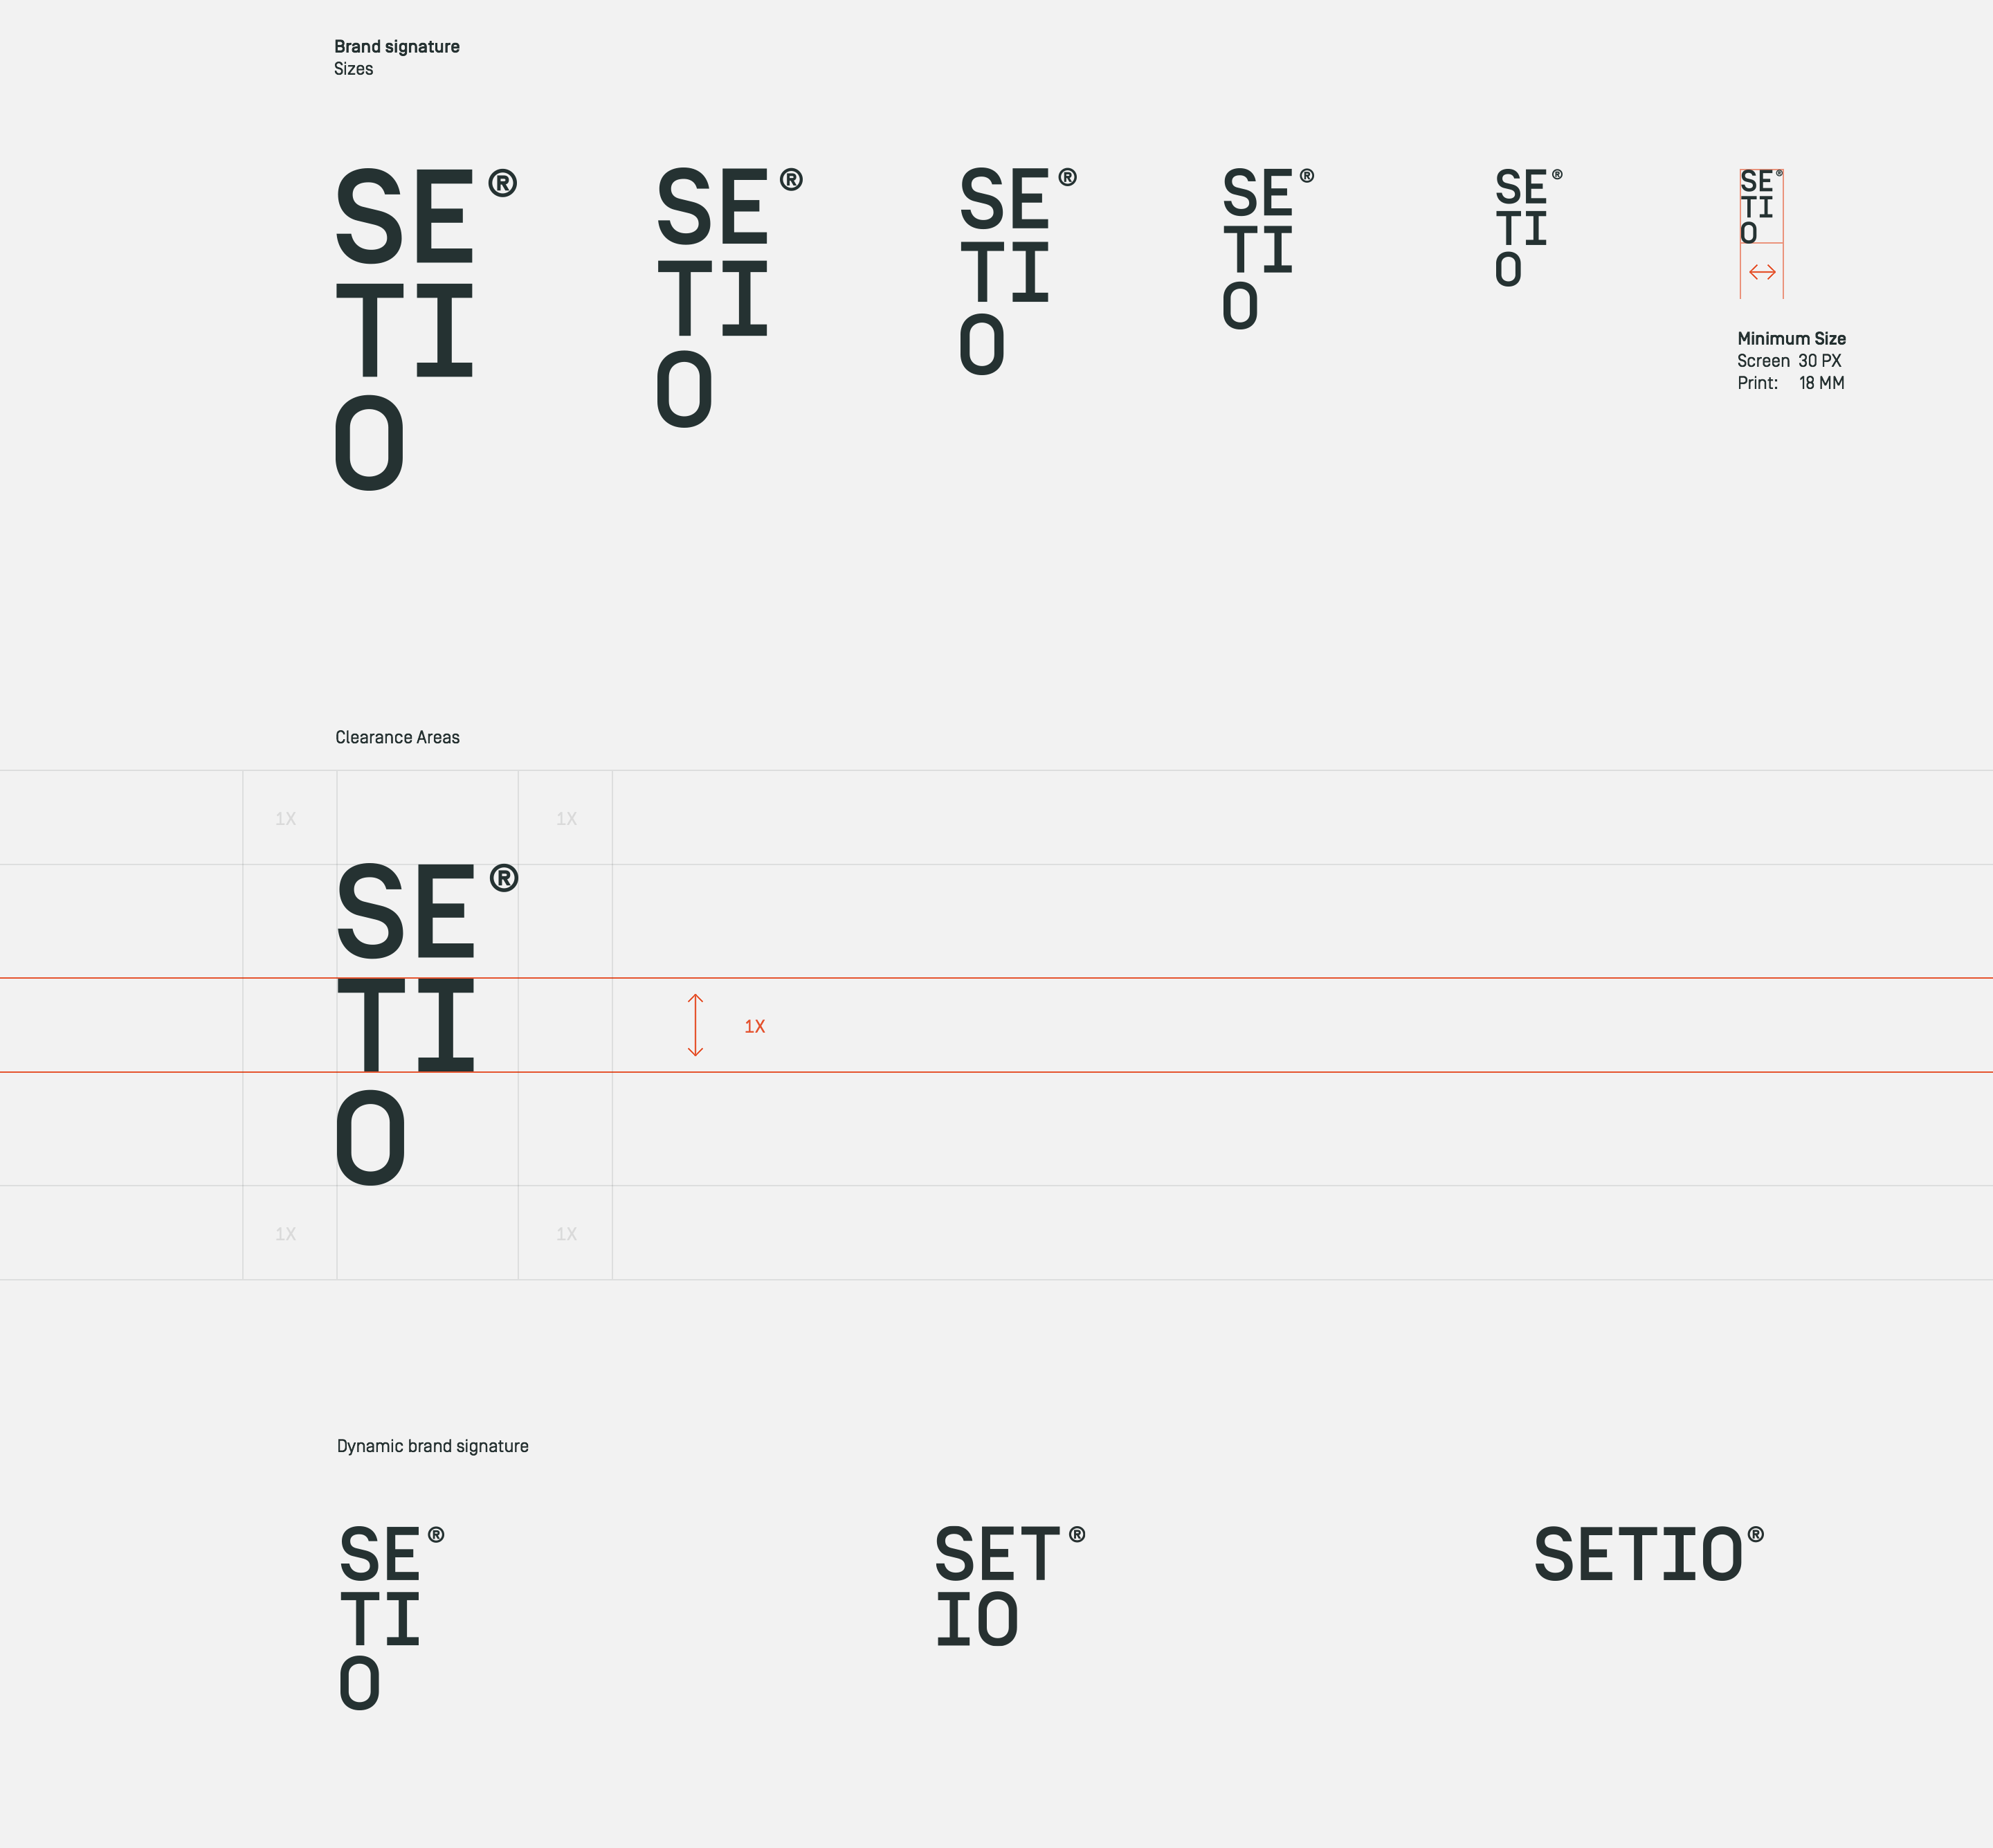 Brand signature
Sizes
SE®
TI
O
SE®
TI
O
SE®
TI
O
SE®
TI
O
SE®
TI
O
SE®
TI
O
Minimum Size
Screen 30 PX
Print: 18 MM
Clearance Areas
1X 1X
SE®
TI
O
1X
1X 1X
Dynamic brand signature
SE®
TI
O
SET®
IO
SETIO®